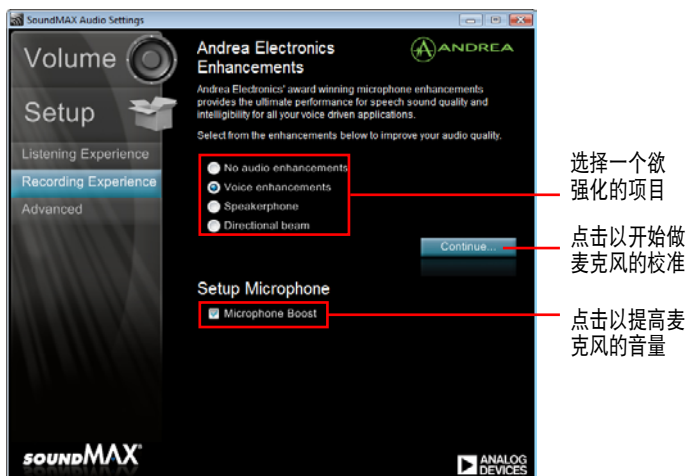 SoundMAX Audio Settings
Volume
Setup
Listening Experience
Recording Experience
Advanced
Andrea Electronics
Enhancements
ANDREA
Andrea Electronics' award winning microphone enhancements
provides the ultimate performance for speech sound quality and
intelligibility for all your voice driven applications.
Select from the enhancements below to improve your audio quality.
No audio enhancements
Voice enhancements
Speakerphone
Directional beam
Continue...
Setup Microphone
Microphone Boost
选择一个欲
强化的项目
点击以开始做
麦克风的校准
点击以提高麦
克风的音量
SOUNDMAX
ANALOG
DEVICES